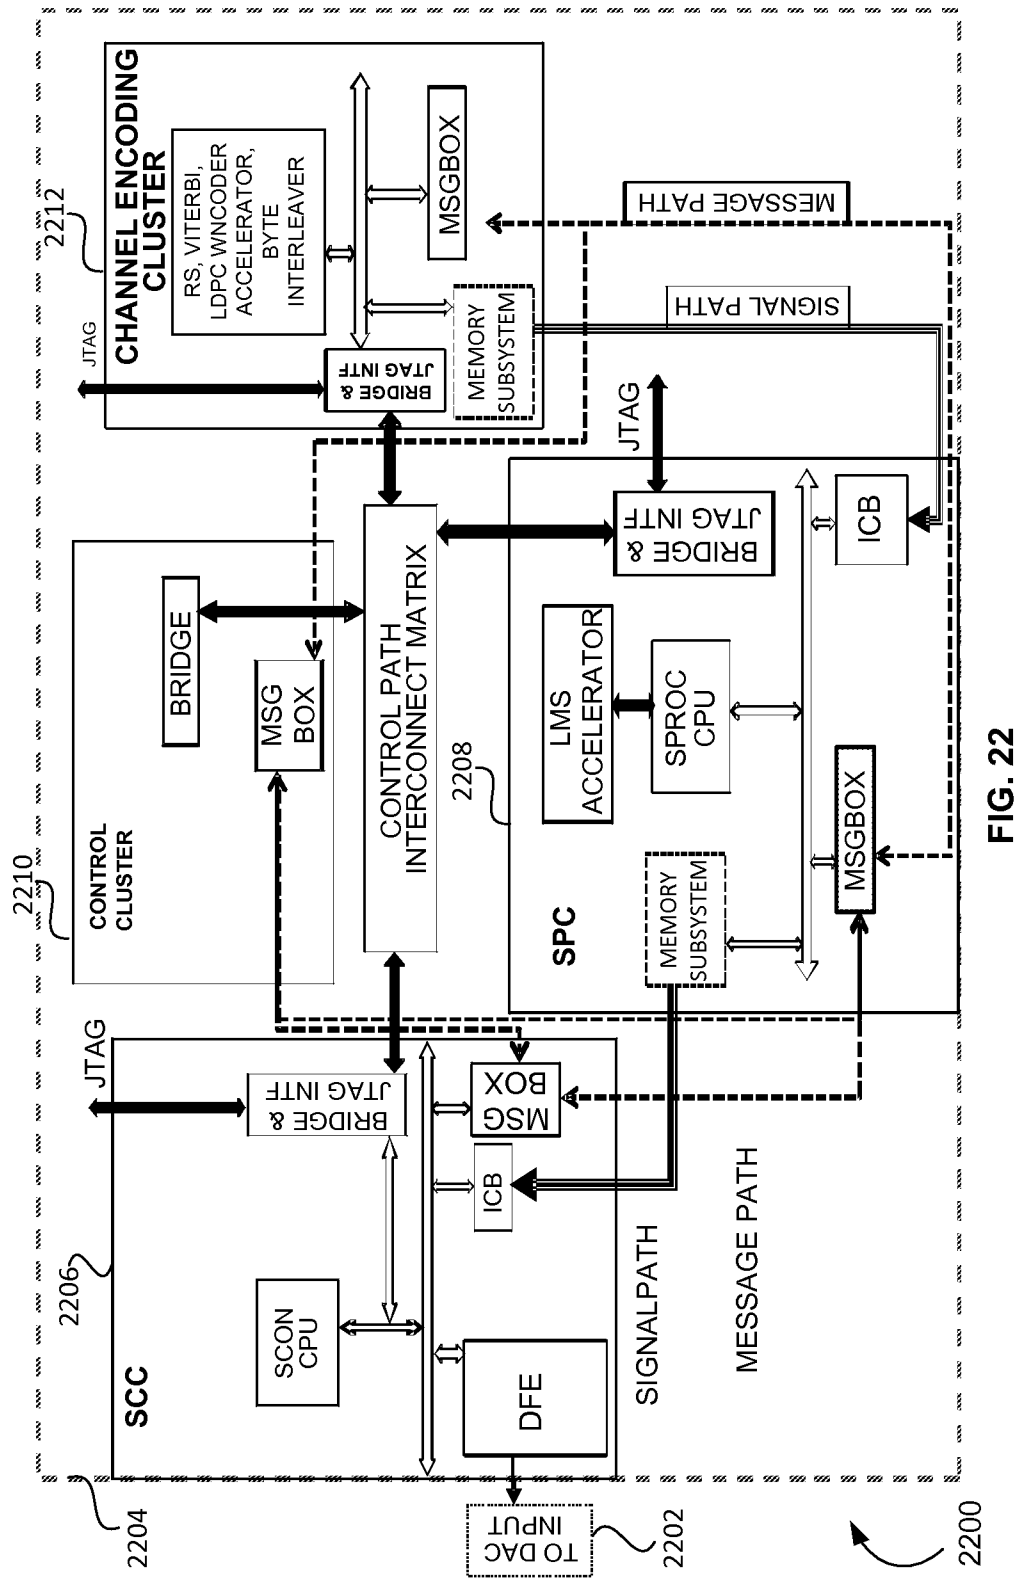 2204
2206
SCC
JTAG
BRIDGE &
JTAG INTF
SCON
CPU
DFE
ICB
MSG
BOX
TO DAC
INPUT
2202
SIGNALPATH
MESSAGE PATH
2200
2210
CONTROL
CLUSTER
BRIDGE
MSG
BOX
CONTROL PATH
INTERCONNECT MATRIX
2208
SPC
LMS
ACCELERATOR
SPROC
CPU
MEMORY
SUBSYSTEM
MSGBOX
BRIDGE &
JTAG INTF
JTAG
ICB
2212
CHANNEL ENCODING
CLUSTER
JTAG
RS, VITERBI,
LDPC WNCODER
ACCELERATOR,
BYTE
INTERLEAVER
BRIDGE &
JTAG INTF
MEMORY
SUBSYSTEM
MSGBOX
SIGNAL PATH
MESSAGE PATH
FIG. 22